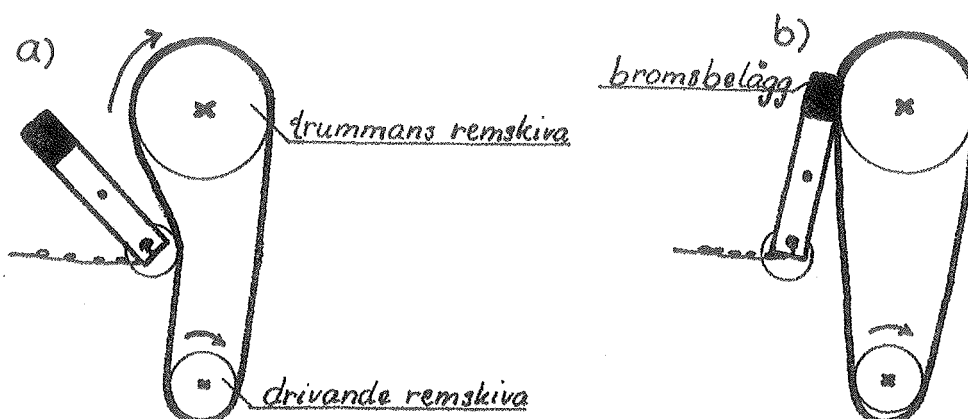 a)
trummans remskiva
drivande remskiva
b)
bromsbelägg